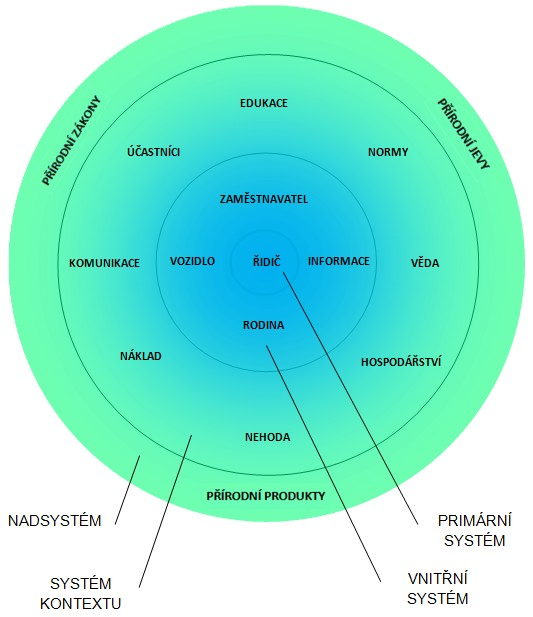 PŘÍRODNÍ ZÁKONY
PŘÍRODNÍ JEVY
EDUKACE
ÚČASTNÍCI
NORMY
ZAMĚSTNAVATEL
KOMUNIKACE
VOZIDLO
ŘIDIČ
INFORMACE
VĚDA
RODINA
NÁKLAD
HOSPODÁŘSTVÍ
NEHODA
PŘÍRODNÍ PRODUKTY
NADSYSTÉM
PRIMÁRNÍ
SYSTÉM
SYSTÉM
KONTEXTU
VNITŘNÍ
SYSTÉM